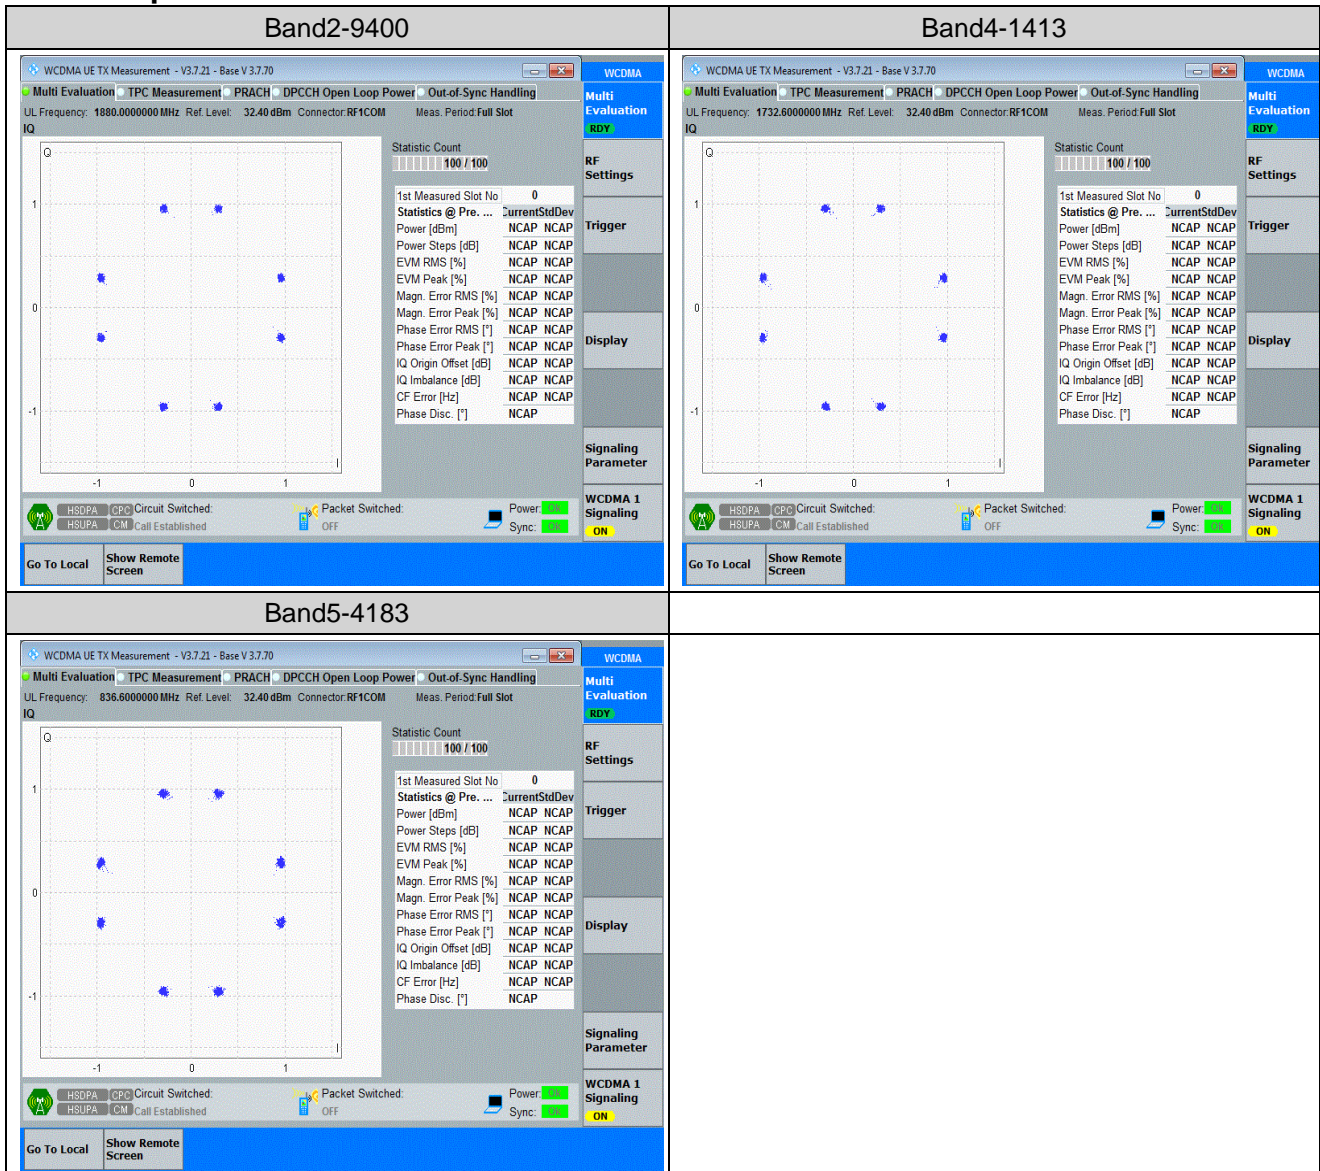 Band2-9400
Band4-1413
WCDMA UE TX Measurement - V3.7.21 - Base V 3.7.70
WCDMA
Multi Evaluation TPC Measurement PRACH DPCCH Open Loop Power Out-of-Sync Handling
Multi Evaluation
RDY
UL Frequency: 1880.0000000 MHz Ref. Level: 32.40 dBm Connector:RF1COM Meas. Period:Full Slot
IQ
Q
1
0
-1
-1 0 1
I
Statistic Count
100 / 100
1st Measured Slot No 0
Statistics @ Pre. ... CurrentStdDev
Power [dBm] NCAP NCAP
Power Steps [dB] NCAP NCAP
EVM RMS [%] NCAP NCAP
EVM Peak [%] NCAP NCAP
Magn. Error RMS [%] NCAP NCAP
Magn. Error Peak [%] NCAP NCAP
Phase Error RMS [°] NCAP NCAP
Phase Error Peak [°] NCAP NCAP
IQ Origin Offset [dB] NCAP NCAP
IQ Imbalance [dB] NCAP NCAP
CF Error [Hz] NCAP NCAP
Phase Disc. [°] NCAP
RF
Settings
Trigger
Display
Signaling
Parameter
WCDMA 1
Signaling
ON
HSDPA CPC Circuit Switched: Packet Switched: Power: Ok
HSUPA CM Call Established OFF Sync: Ok
Go To Local
Show Remote
Screen
WCDMA UE TX Measurement - V3.7.21 - Base V 3.7.70
WCDMA
Multi Evaluation TPC Measurement PRACH DPCCH Open Loop Power Out-of-Sync Handling
Multi
Evaluation
RDY
UL Frequency: 1732.6000000 MHz Ref. Level: 32.40 dBm Connector:RF1COM Meas. Period:Full Slot
IQ
Q
1
0
-1
-1 0 1
I
Statistic Count
100 / 100
1st Measured Slot No 0
Statistics @ Pre. ... CurrentStdDev
Power [dBm] NCAP NCAP
Power Steps [dB] NCAP NCAP
EVM RMS [%] NCAP NCAP
EVM Peak [%] NCAP NCAP
Magn. Error RMS [%] NCAP NCAP
Magn. Error Peak [%] NCAP NCAP
Phase Error RMS [°] NCAP NCAP
Phase Error Peak [°] NCAP NCAP
IQ Origin Offset [dB] NCAP NCAP
IQ Imbalance [dB] NCAP NCAP
CF Error [Hz] NCAP NCAP
Phase Disc. [°] NCAP
RF
Settings
Trigger
Display
Signaling
Parameter
WCDMA 1
Signaling
ON
HSDPA CPC Circuit Switched: Packet Switched: Power: Ok
HSUPA CM Call Established OFF Sync: Ok
Go To Local
Show Remote
Screen
Band5-4183
WCDMA UE TX Measurement - V3.7.21 - Base V 3.7.70
WCDMA
Multi Evaluation TPC Measurement PRACH DPCCH Open Loop Power Out-of-Sync Handling
Multi
Evaluation
RDY
UL Frequency: 836.6000000 MHz Ref. Level: 32.40 dBm Connector:RF1COM Meas. Period:Full Slot
IQ
Q
1
0
-1
-1 0 1
I
Statistic Count
100 / 100
1st Measured Slot No 0
Statistics @ Pre. ... CurrentStdDev
Power [dBm] NCAP NCAP
Power Steps [dB] NCAP NCAP
EVM RMS [%] NCAP NCAP
EVM Peak [%] NCAP NCAP
Magn. Error RMS [%] NCAP NCAP
Magn. Error Peak [%] NCAP NCAP
Phase Error RMS [°] NCAP NCAP
Phase Error Peak [°] NCAP NCAP
IQ Origin Offset [dB] NCAP NCAP
IQ Imbalance [dB] NCAP NCAP
CF Error [Hz] NCAP NCAP
Phase Disc. [°] NCAP
RF
Settings
Trigger
Display
Signaling
Parameter
WCDMA 1
Signaling
ON
HSDPA CPC Circuit Switched: Packet Switched: Power: Ok
HSUPA CM Call Established OFF Sync: Ok
Go To Local
Show Remote
Screen